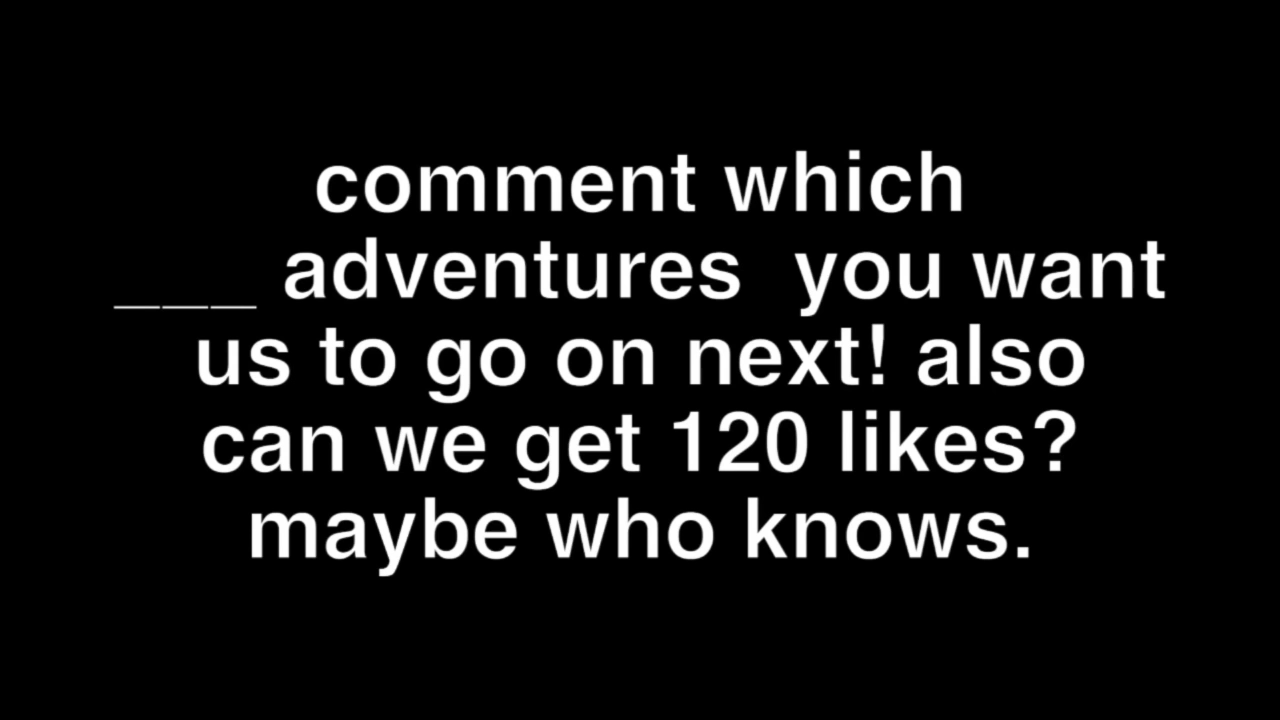 comment which
___ adventures  you want
us to go on next! also
can we get 120 likes?
maybe who knows.